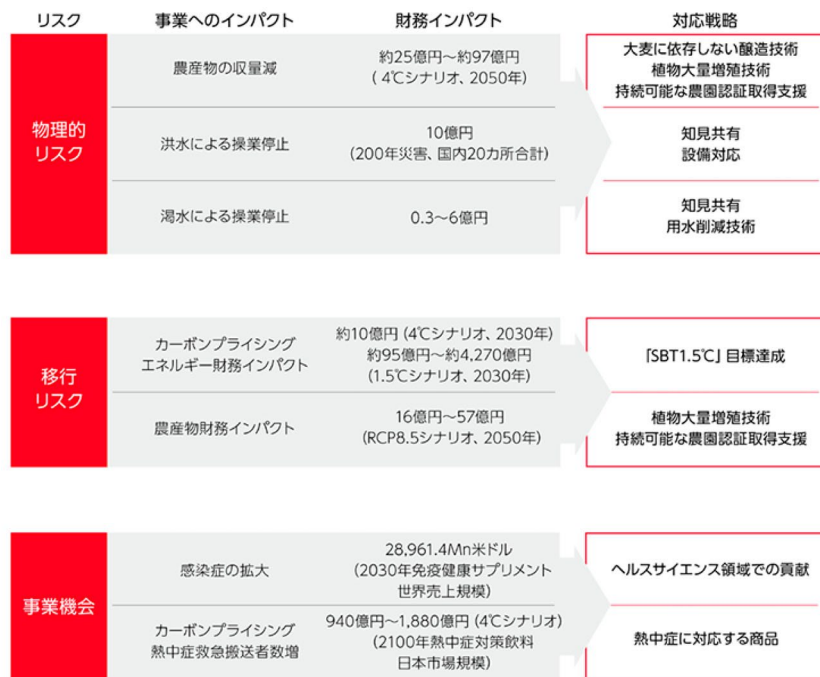 リスク 事業へのインパクト 財務インパクト 対応戦略
物理的
リスク
農産物の収量減
約25億円～約97億円
( 4℃シナリオ、2050年)
大麦に依存しない醸造技術
植物大量増殖技術
持続可能な農園認証取得支援
洪水による操業停止
10億円
(200年災害、国内20カ所合計)
知見共有
設備対応
渇水による操業停止
0.3～6億円
知見共有
用水削減技術
移行
リスク
カーボンプライシング
エネルギー財務インパクト
約10億円 (4℃シナリオ、2030年)
約95億円～約4,270億円
(1.5℃シナリオ、2030年)
「SBT1.5℃」目標達成
農産物財務インパクト
16億円～57億円
(RCP8.5シナリオ、2050年)
植物大量増殖技術
持続可能な農園認証取得支援
事業機会
感染症の拡大
28,961.4Mn米ドル
(2030年免疫健康サプリメント
世界売上規模)
ヘルスサイエンス領域での貢献
カーボンプライシング
熱中症救急搬送者数増
940億円～1,880億円 (4℃シナリオ)
(2100年熱中症対策飲料
日本市場規模)
熱中症に対応する商品